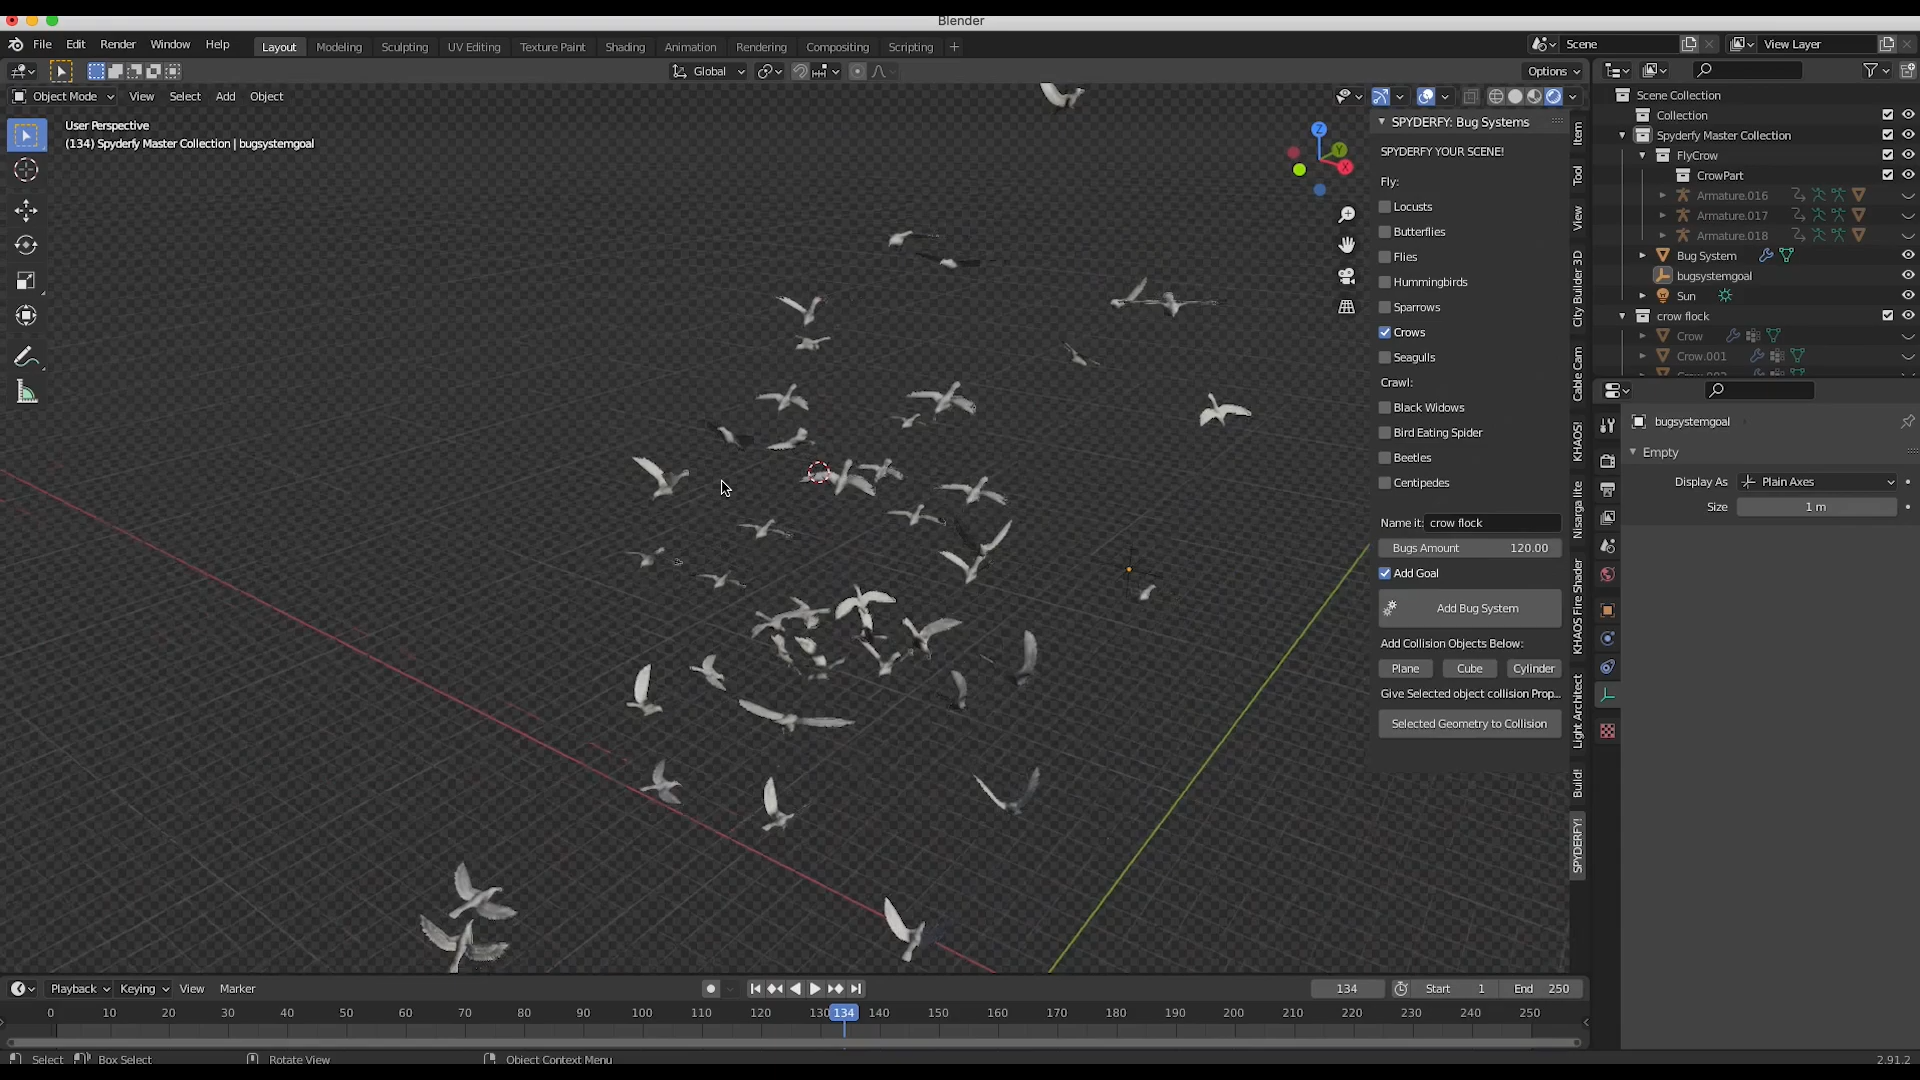 Blender
File Edit Render Window Help Layout Modeling Sculpting UV Editing Texture Paint Shading Animation Rendering Compositing Scripting + Scene View Layer
Global Options
Object Mode View Select Add Object
User Perspective
(134) Spyderfy Master Collection | bugsystemgoal
Z
Y
X
SPYDERFY: Bug Systems
SPYDERFY YOUR SCENE!
Fly:
Locusts
Butterflies
Flies
Hummingbirds
Sparrows
Crows
Seagulls
Crawl:
Black Widows
Bird Eating Spider
Beetles
Centipedes
Name it: crow flock
Bugs Amount 120.00
Add Goal
Add Bug System
Add Collision Objects Below:
Plane Cube Cylinder
Give Selected object collision Prop...
Selected Geometry to Collision
Item
Tool
View
City Builder 3D
Cable Cam
KHAOS!
Nisarga lite
KHAOS Fire Shader
Light Architect
Build!
SPYDERFY!
Scene Collection
Collection
Spyderfy Master Collection
FlyCrow
CrowPart
Armature.016
Armature.017
Armature.018
Bug System
bugsystemgoal
Sun
crow flock
Crow
Crow.001
Crow.002
bugsystemgoal
Empty
Display As Plain Axes
Size 1 m
Playback Keying View Marker 134 Start 1 End 250
0 10 20 30 40 50 60 70 80 90 100 110 120 130 134 140 150 160 170 180 190 200 210 220 230 240 250
Select Box Select Rotate View Object Context Menu 2.91.2